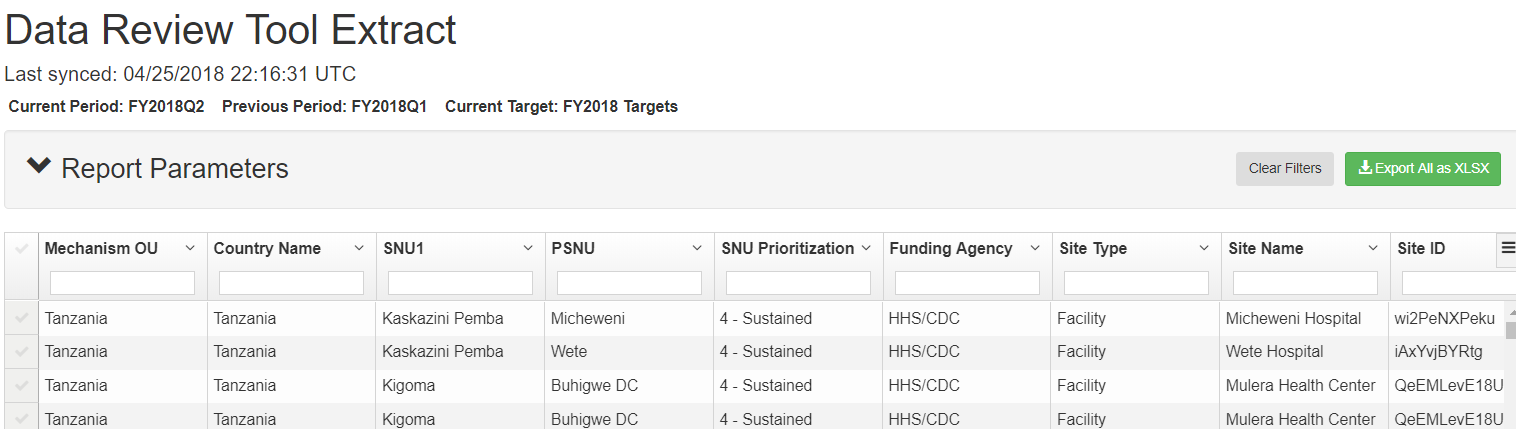 Data Review Tool Extract
Last synced: 04/25/2018 22:16:31 UTC
Current Period: FY2018Q2 Previous Period: FY2018Q1 Current Target: FY2018 Targets
Report Parameters Clear Filters Export All as XLSX
Mechanism OU Country Name SNU1 PSNU SNU Prioritization Funding Agency Site Type Site Name Site ID
Tanzania Tanzania Kaskazini Pemba Micheweni 4 - Sustained HHS/CDC Facility Micheweni Hospital wi2PeNXPeku
Tanzania Tanzania Kaskazini Pemba Wete 4 - Sustained HHS/CDC Facility Wete Hospital iAxYvjBYRtg
Tanzania Tanzania Kigoma Buhigwe DC 4 - Sustained HHS/CDC Facility Mulera Health Center QeEMLevE18U
Tanzania Tanzania Kigoma Buhigwe DC 4 - Sustained HHS/CDC Facility Mulera Health Center QeEMLevE18U